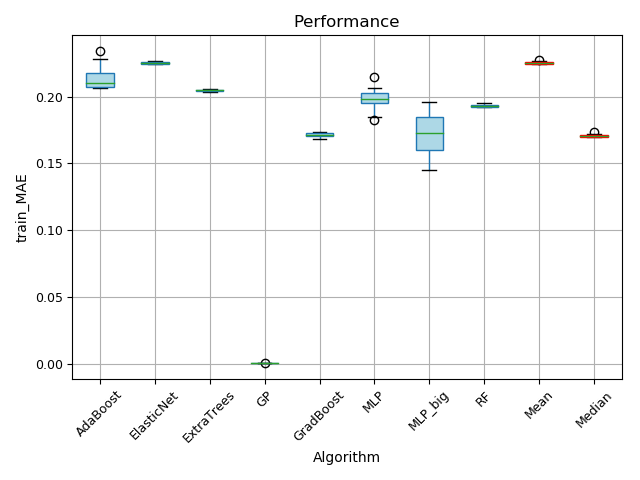 Performance
train_MAE
0.20
0.15
0.10
0.05
0.00
AdaBoost
ElasticNet
ExtraTrees
GP
GradBoost
MLP
MLP_big
RF
Mean
Median
Algorithm